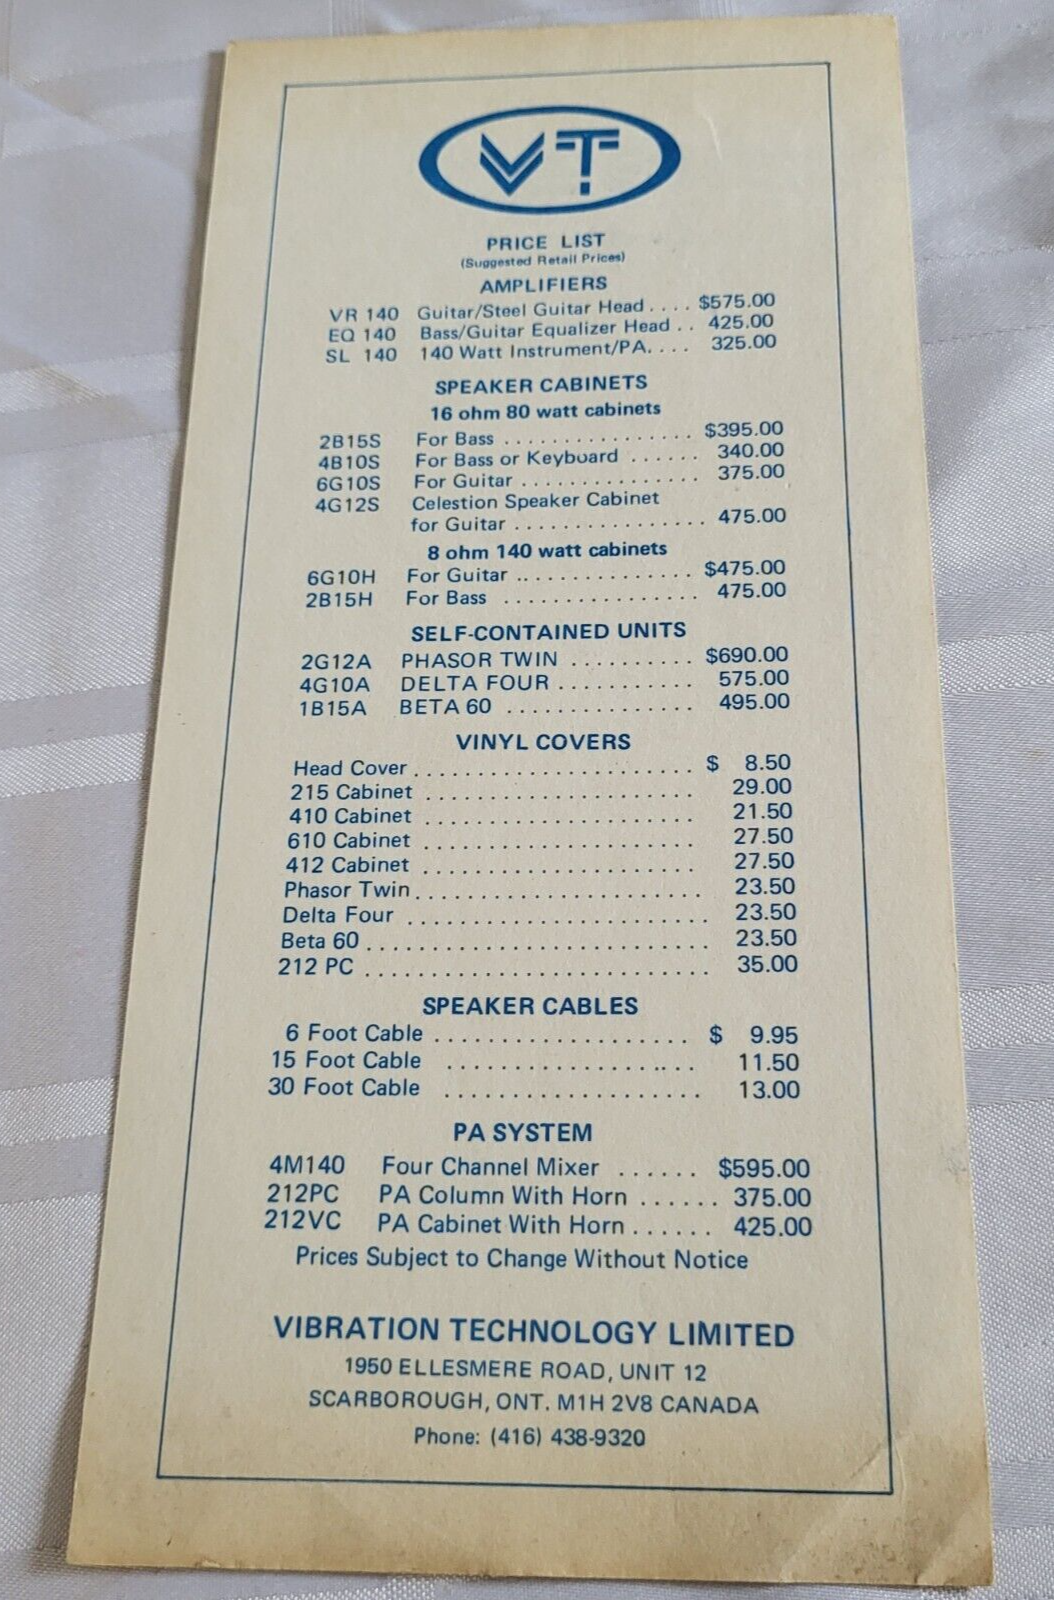 VT
PRICE LIST
(Suggested Retail Prices)
AMPLIFIERS
VR 140 Guitar/Steel Guitar Head . . . . $575.00
EQ 140 Bass/Guitar Equalizer Head . . 425.00
SL 140 140 Watt Instrument/PA. . . . 325.00
SPEAKER CABINETS
16 ohm 80 watt cabinets
2B15S For Bass . . . . . . . . . . . . . . . . $395.00
4B10S For Bass or Keyboard . . . . . . 340.00
6G10S For Guitar . . . . . . . . . . . . . . . 375.00
4G12S Celestion Speaker Cabinet
for Guitar . . . . . . . . . . . . . . . . 475.00
8 ohm 140 watt cabinets
6G10H For Guitar . . . . . . . . . . . . . . . $475.00
2B15H For Bass . . . . . . . . . . . . . . . . 475.00
SELF-CONTAINED UNITS
2G12A PHASOR TWIN . . . . . . . . . . $690.00
4G10A DELTA FOUR . . . . . . . . . . . 575.00
1B15A BETA 60 . . . . . . . . . . . . . . . 495.00
VINYL COVERS
Head Cover . . . . . . . . . . . . . . . . . . . . . . $ 8.50
215 Cabinet . . . . . . . . . . . . . . . . . . . . . 29.00
410 Cabinet . . . . . . . . . . . . . . . . . . . . . 21.50
610 Cabinet . . . . . . . . . . . . . . . . . . . . . 27.50
412 Cabinet . . . . . . . . . . . . . . . . . . . . . 27.50
Phasor Twin . . . . . . . . . . . . . . . . . . . . . . 23.50
Delta Four . . . . . . . . . . . . . . . . . . . . . . . 23.50
Beta 60 . . . . . . . . . . . . . . . . . . . . . . . . . . 23.50
212 PC . . . . . . . . . . . . . . . . . . . . . . . . . . 35.00
SPEAKER CABLES
6 Foot Cable . . . . . . . . . . . . . . . . . . . $ 9.95
15 Foot Cable . . . . . . . . . . . . . . . . . . . 11.50
30 Foot Cable . . . . . . . . . . . . . . . . . . . 13.00
PA SYSTEM
4M140 Four Channel Mixer . . . . . . $595.00
212PC PA Column With Horn . . . . . . 375.00
212VC PA Cabinet With Horn . . . . . . 425.00
Prices Subject to Change Without Notice
VIBRATION TECHNOLOGY LIMITED
1950 ELLESMERE ROAD, UNIT 12
SCARBOROUGH, ONT. M1H 2V8 CANADA
Phone: (416) 438-9320